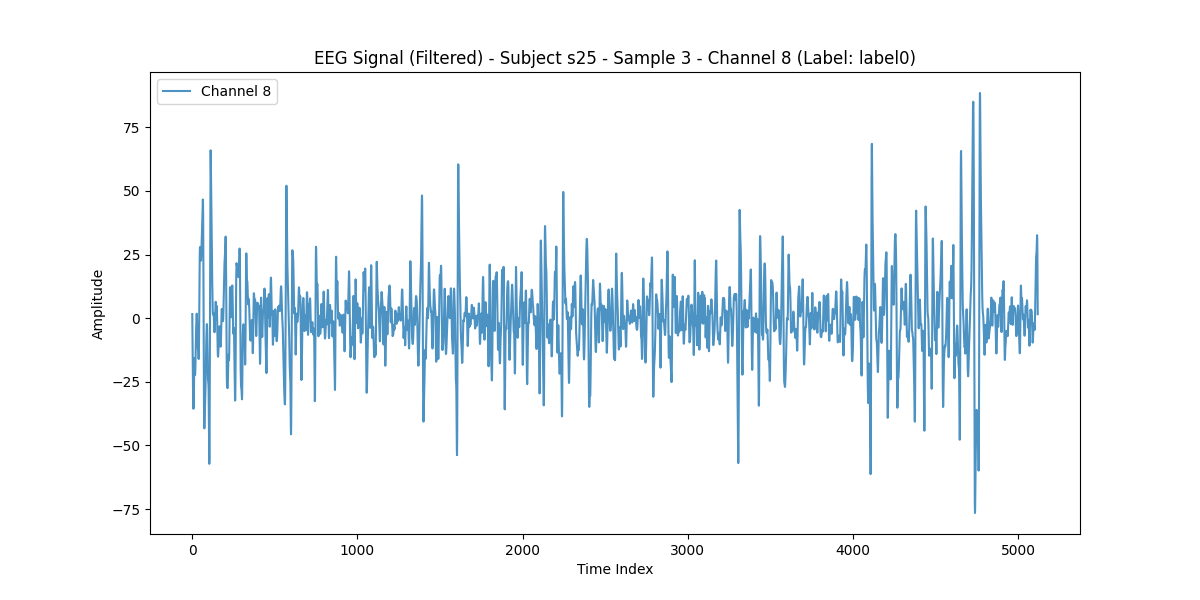 EEG Signal (Filtered) - Subject s25 - Sample 3 - Channel 8 (Label: label0)
Channel 8
75
50
25
0
−25
−50
−75
Amplitude
0 1000 2000 3000 4000 5000
Time Index